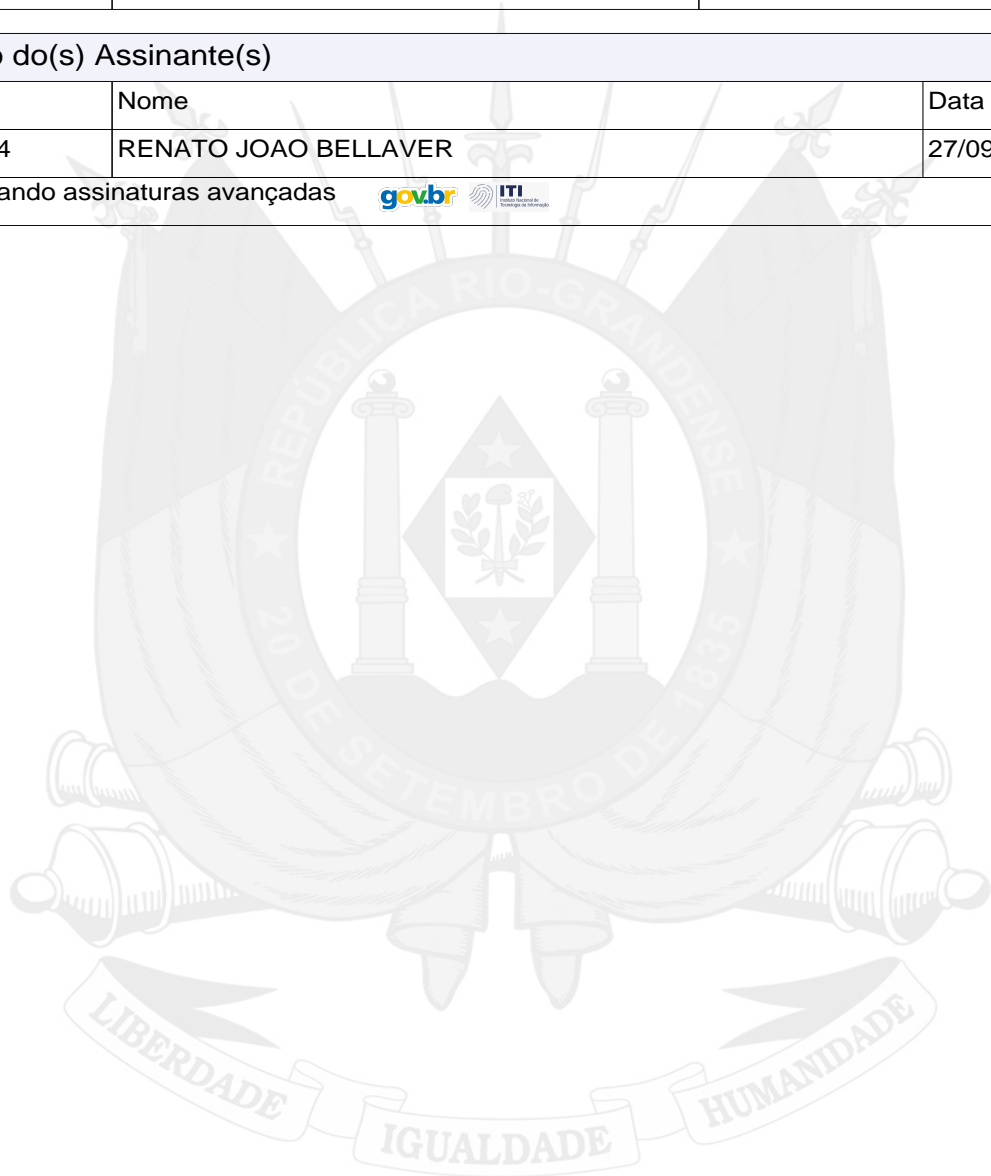 o do(s) Assinante(s)
Nome Data
4 RENATO JOAO BELLAVER 27/09
ando assinaturas avançadas gov.br ITI
REPÚBLICA RIO-GRANDENSE
20 DE SETEMBRO DE 1835
LIBERDADE IGUALDADE HUMANIDADE